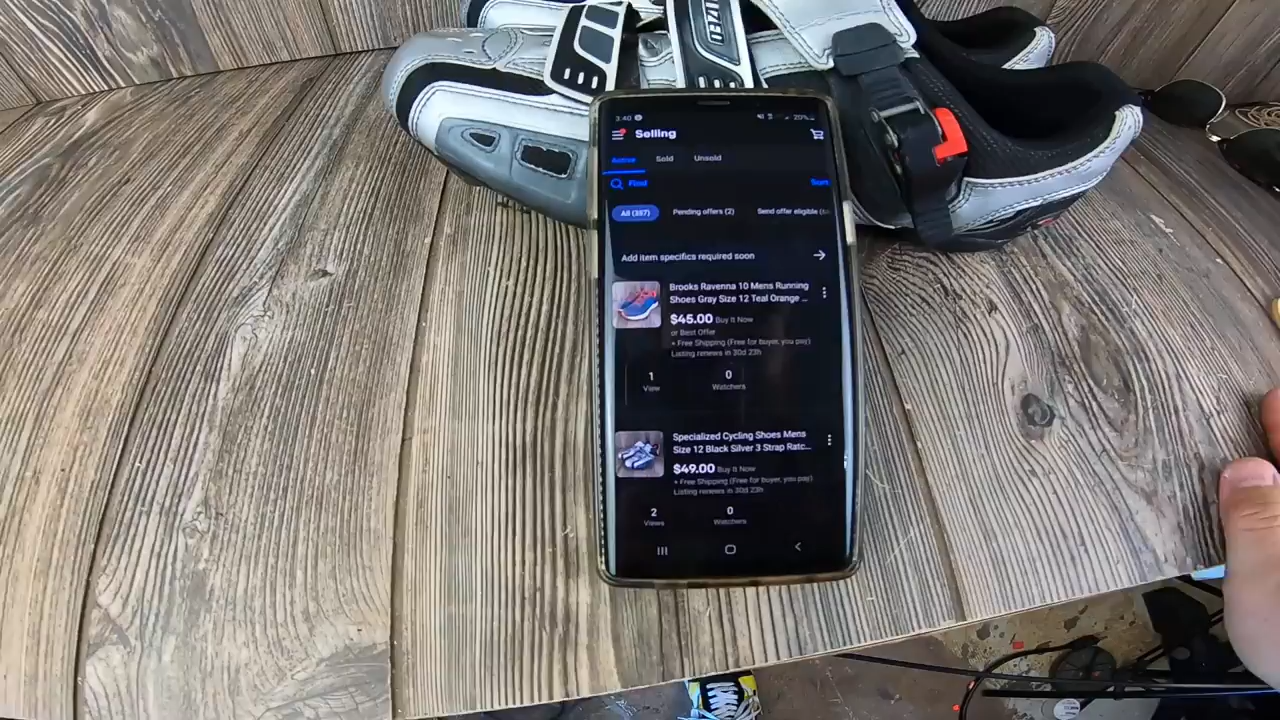 3:40 29%
Selling
Active Sold Unsold
Find Sort
All (357) Pending offers (2) Send offer eligible
Add item specifics required soon
Brooks Ravenna 10 Mens Running
Shoes Gray Size 12 Teal Orange ...
$45.00 Buy It Now
or Best Offer
+ Free Shipping (Free for buyer, you pay)
Listing renews in 30d 23h
1 0
View Watchers
Specialized Cycling Shoes Mens
Size 12 Black Silver 3 Strap Ratc...
$49.00 Buy It Now
+ Free Shipping (Free for buyer, you pay)
Listing renews in 30d 23h
2 0
Views Watchers